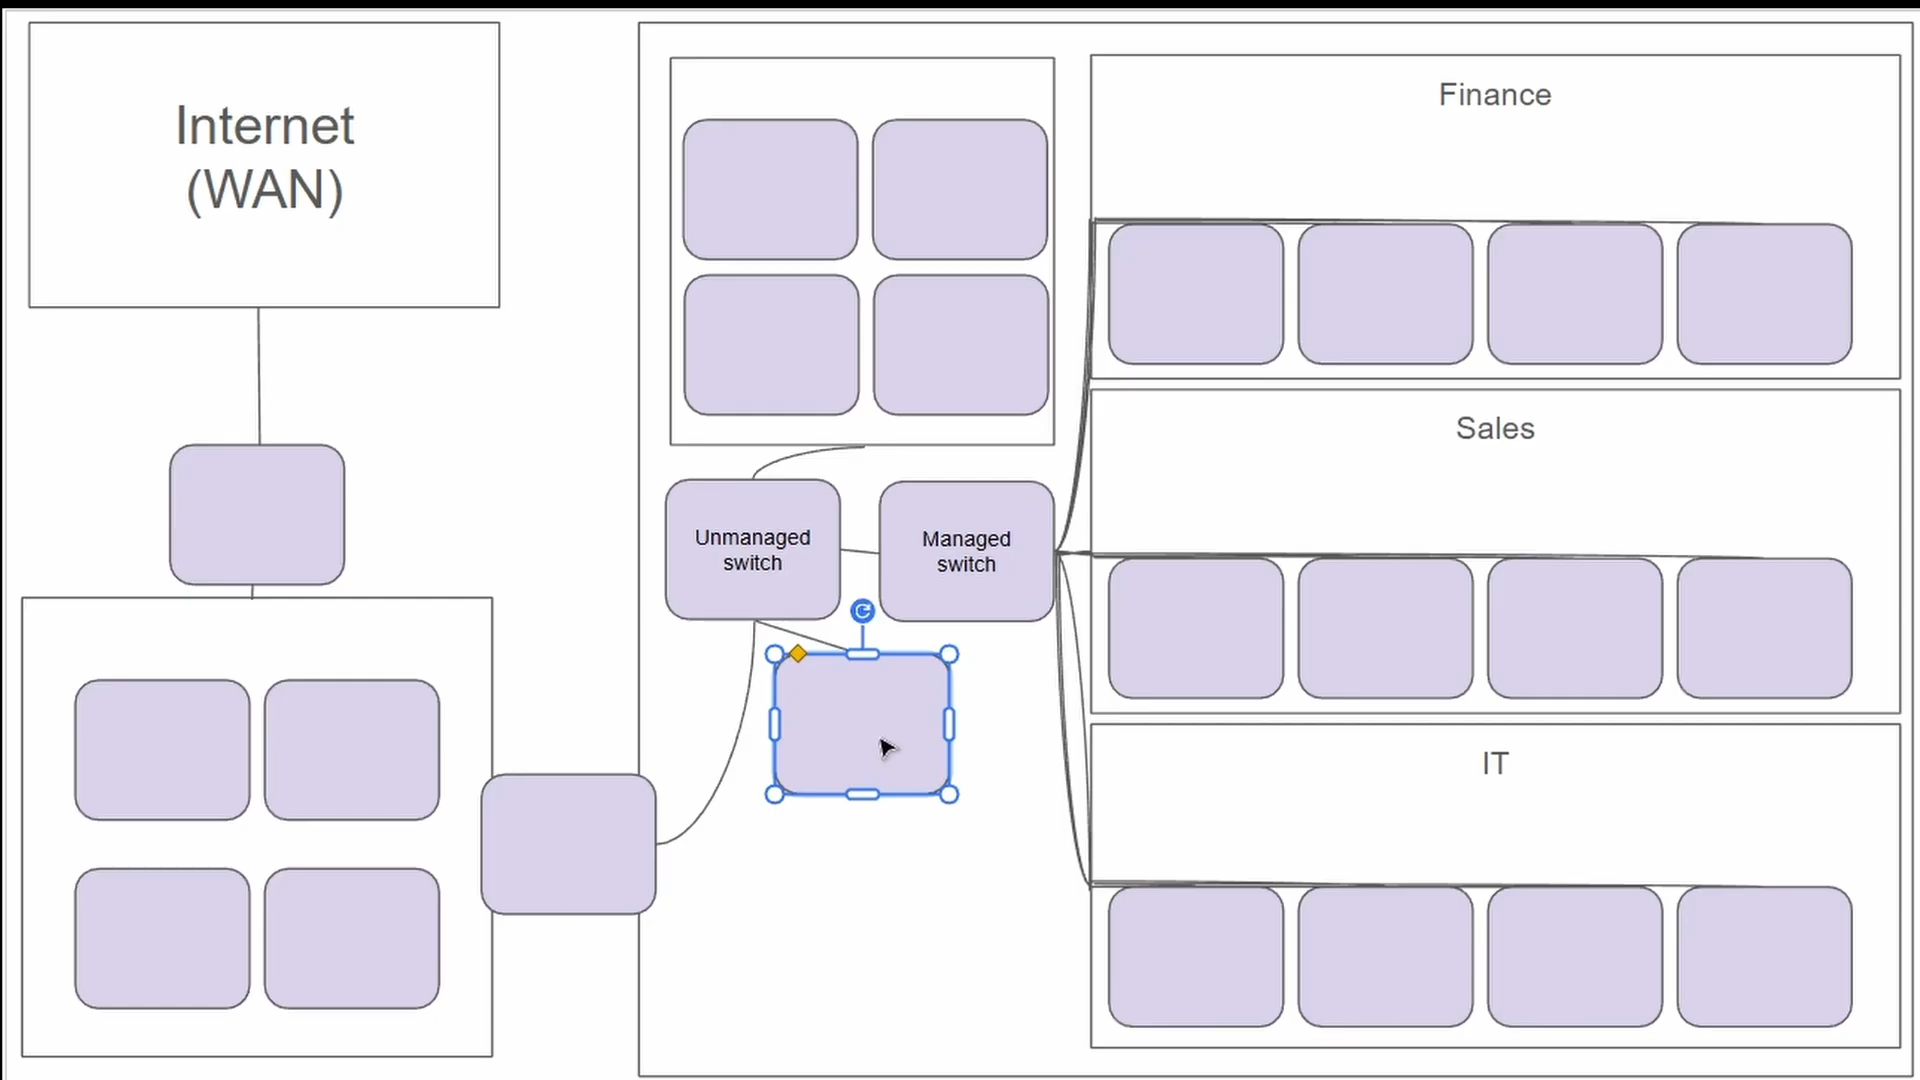 Internet
(WAN)
Finance
Sales
Unmanaged
switch
Managed
switch
IT